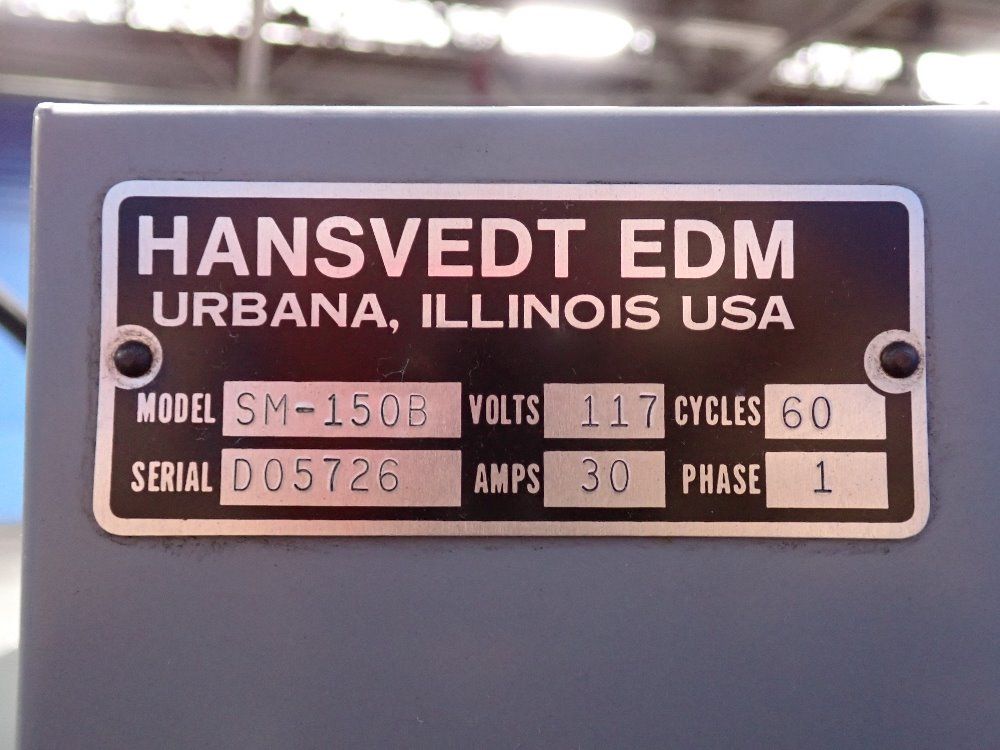 HANSVEDT EDM
URBANA, ILLINOIS USA
MODEL SM-150B VOLTS 117 CYCLES 60
SERIAL D05726 AMPS 30 PHASE 1